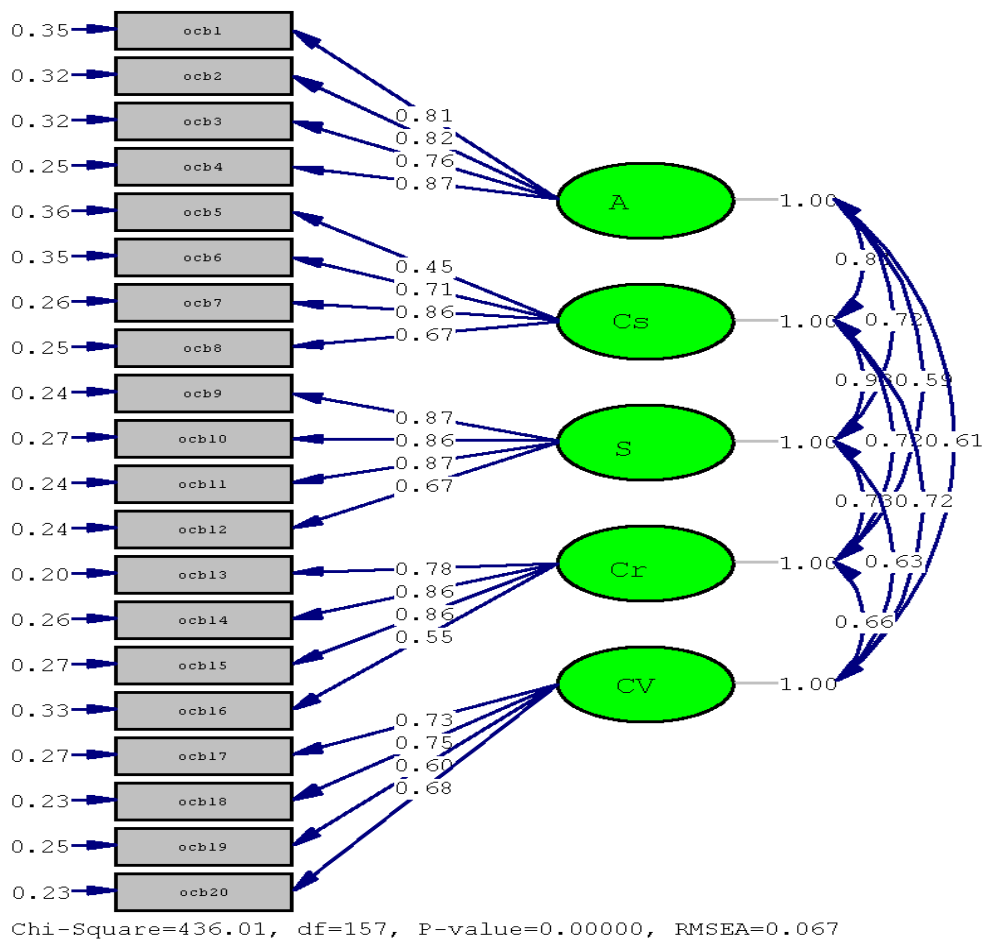 0.35 ocb1
0.32 ocb2
0.32 ocb3
0.25 ocb4
0.36 ocb5
0.35 ocb6
0.26 ocb7
0.25 ocb8
0.24 ocb9
0.27 ocb10
0.24 ocb11
0.24 ocb12
0.20 ocb13
0.26 ocb14
0.27 ocb15
0.33 ocb16
0.27 ocb17
0.23 ocb18
0.25 ocb19
0.23 ocb20
0.81
0.82
0.76
0.87
0.45
0.71
0.86
0.67
0.87
0.86
0.87
0.67
0.78
0.86
0.86
0.55
0.73
0.75
0.60
0.68
A 1.00
Cs 1.00
S 1.00
Cr 1.00
CV 1.00
0.72
0.59
0.72 0.61
0.73 0.72
0.63
0.66
Chi-Square=436.01, df=157, P-value=0.00000, RMSEA=0.067